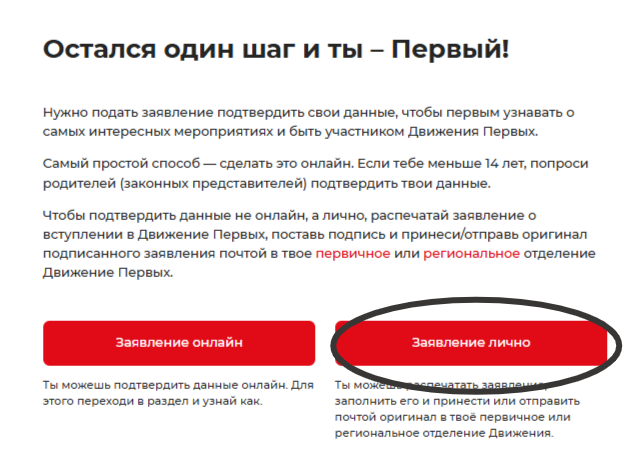 Остался один шаг и ты – Первый!
Нужно подать заявление подтвердить свои данные, чтобы первым узнавать о
самых интересных мероприятиях и быть участником Движения Первых.
Самый простой способ — сделать это онлайн. Если тебе меньше 14 лет, попроси
родителей (законных представителей) подтвердить твои данные.
Чтобы подтвердить данные не онлайн, а лично, распечатай заявление о
вступлении в Движение Первых, поставь подпись и принеси/отправь оригинал
подписанного заявления почтой в твое первичное или региональное отделение
Движение Первых.
Заявление онлайн
Ты можешь подтвердить данные онлайн. Для
этого переходи в раздел и узнай как.
Заявление лично
Ты можешь распечатать заявление,
заполнить его и принести или отправить
почтой оригинал в твоё первичное или
региональное отделение Движения.